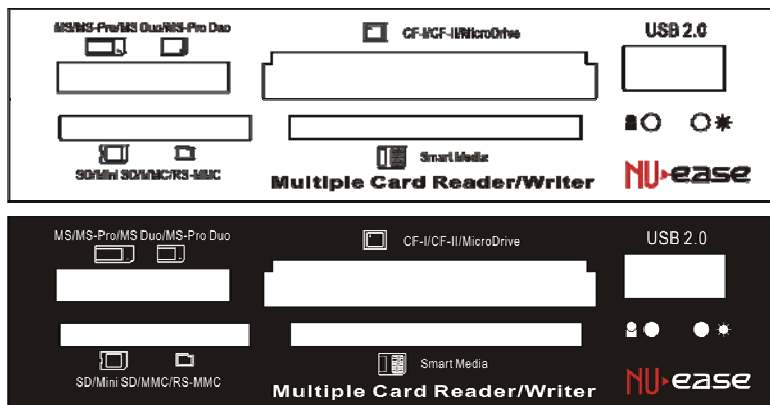 MS/MS-Pro/MS Duo/MS-Pro Duo
CF-I/CF-II/MicroDrive
USB 2.0
SD/Mini SD/MMC/RS-MMC
Smart Media
Multiple Card Reader/Writer
NU ease
MS/MS-Pro/MS Duo/MS-Pro Duo
CF-I/CF-II/MicroDrive
USB 2.0
SD/Mini SD/MMC/RS-MMC
Smart Media
Multiple Card Reader/Writer
NU ease